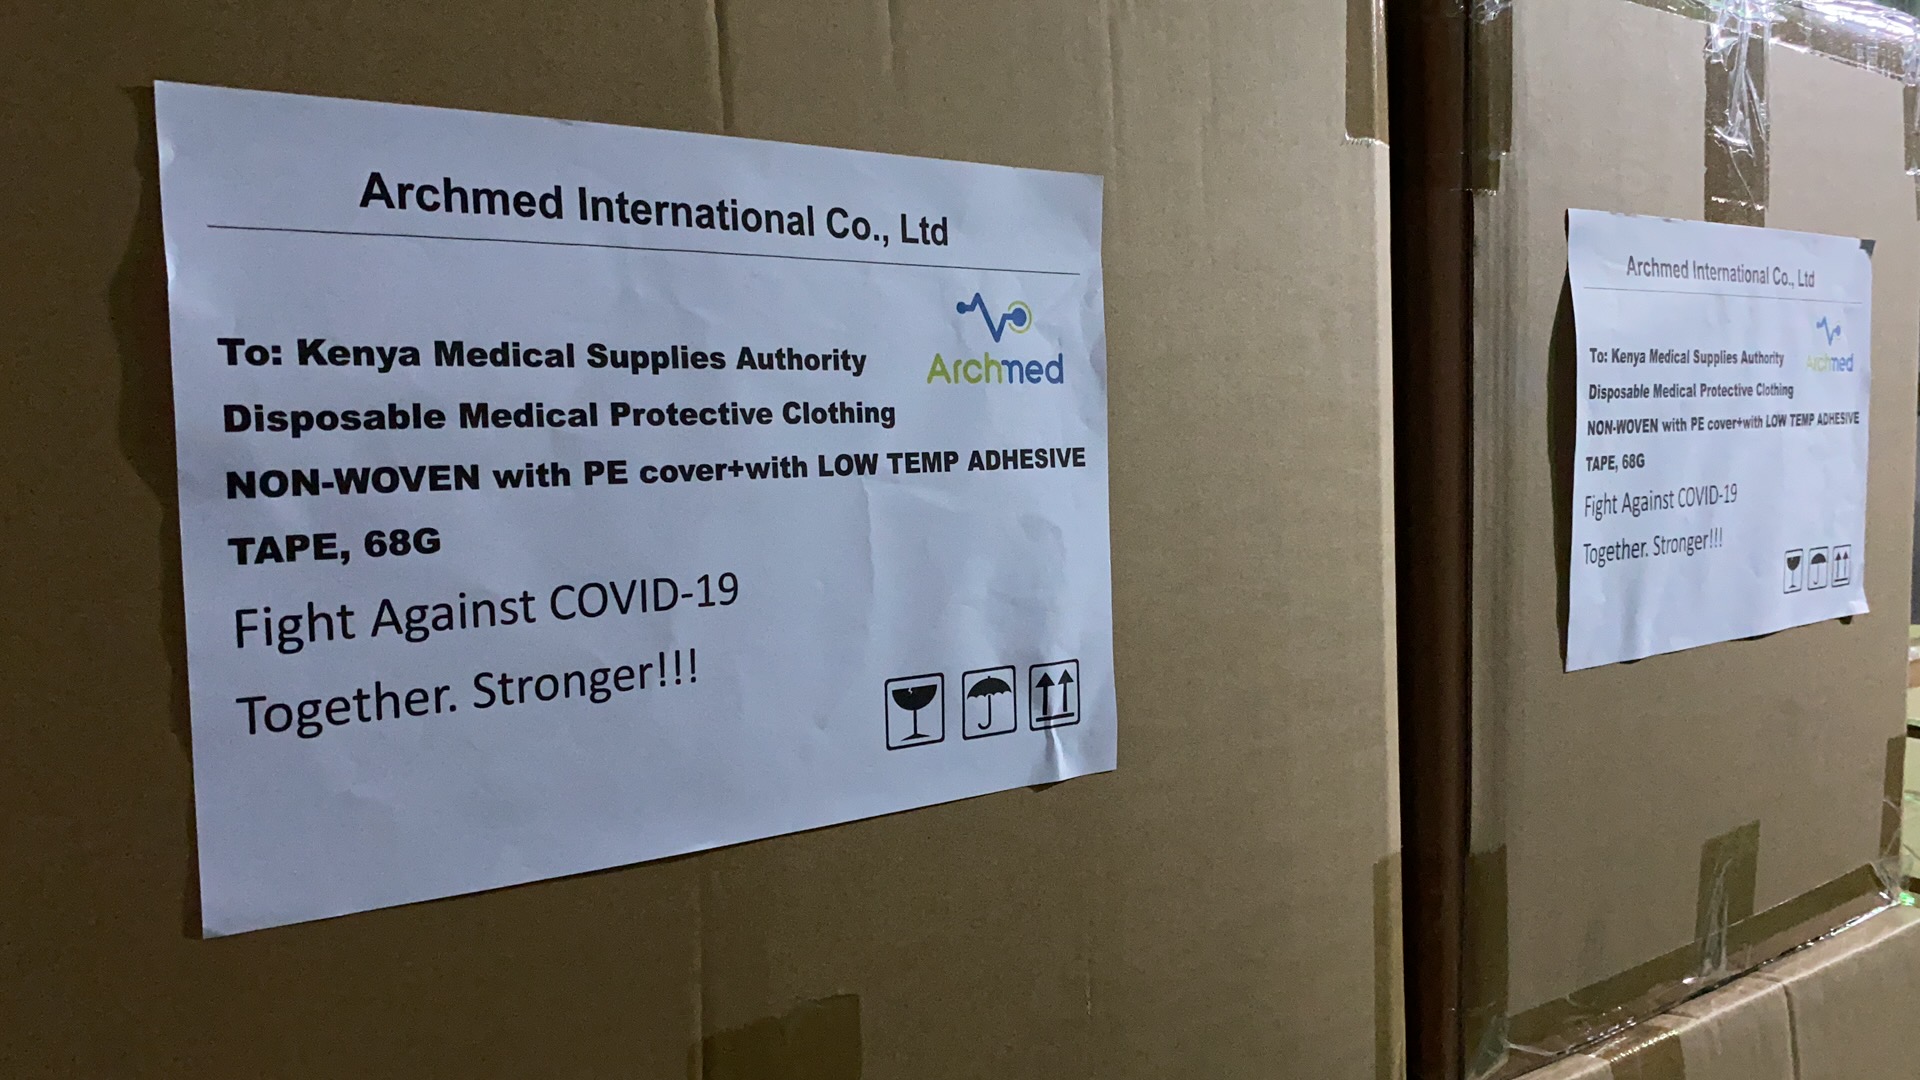 Archmed International Co., Ltd
Archmed
To: Kenya Medical Supplies Authority
Disposable Medical Protective Clothing
NON-WOVEN with PE cover+with LOW TEMP ADHESIVE
TAPE, 68G
Fight Against COVID-19
Together. Stronger!!!
Archmed International Co., Ltd
Archmed
To: Kenya Medical Supplies Authority
Disposable Medical Protective Clothing
NON-WOVEN with PE cover+with LOW TEMP ADHESIVE
TAPE, 68G
Fight Against COVID-19
Together. Stronger!!!